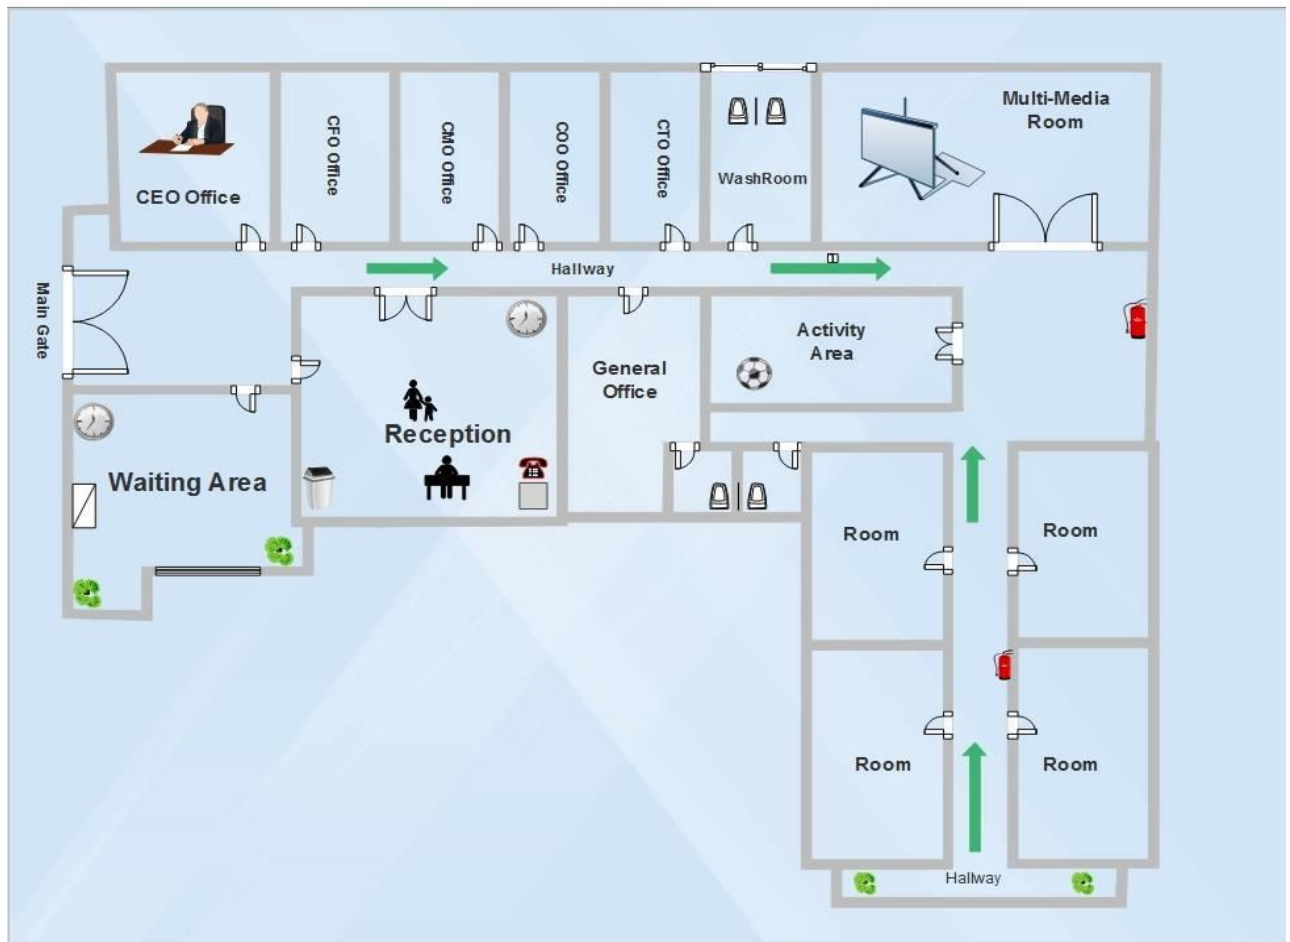 CEO Office
CFO Office
CMO Office
COO Office
CTO Office
WashRoom
Multi-Media
Room
Main Gate
Hallway
General
Office
Activity
Area
Waiting Area
Reception
Room
Room
Room
Room
Hallway